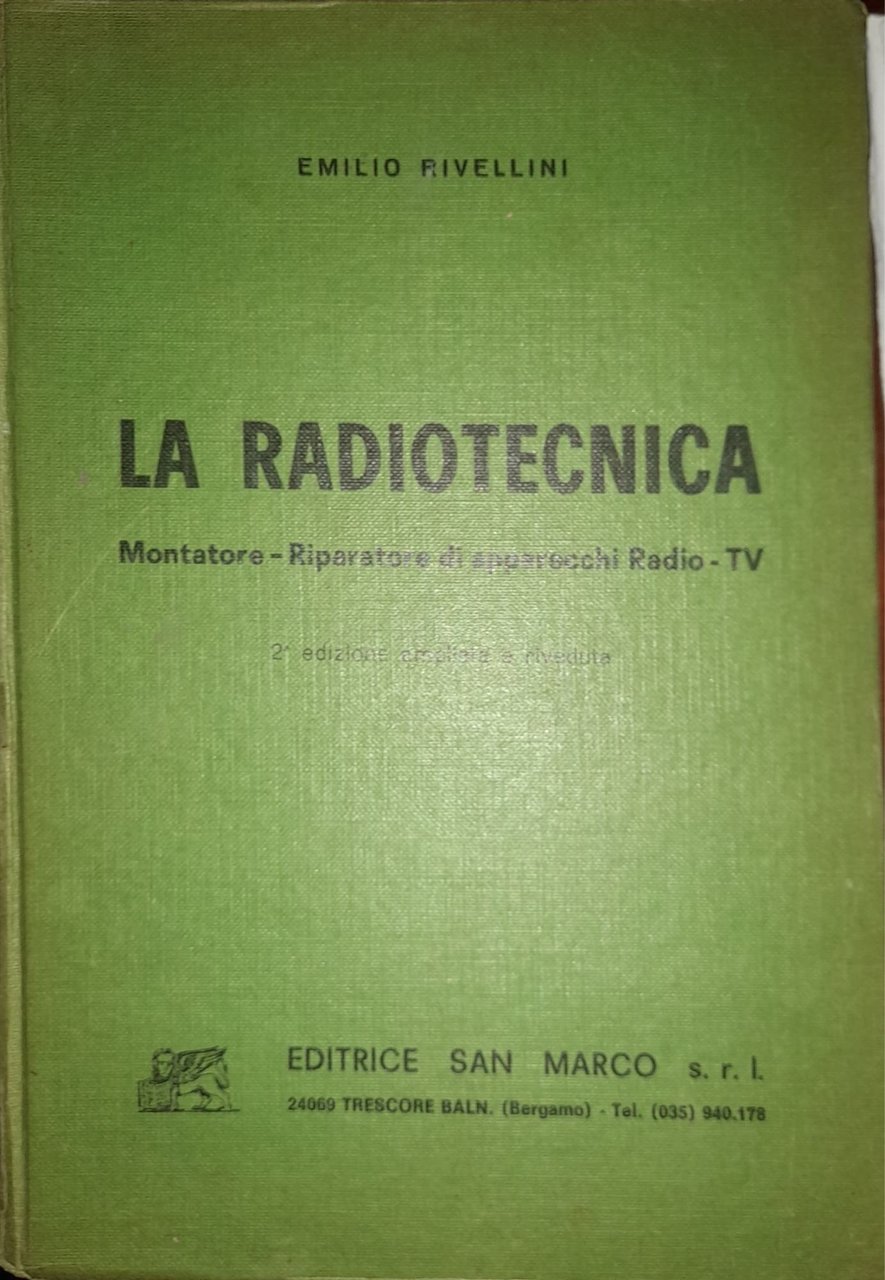 EMILIO RIVELLINI
LA RADIOTECNICA
Montatore - Riparatore di apparecchi Radio - TV
2ª edizione ampliata e riveduta
EDITRICE SAN MARCO s. r. l.
24069 TRESCORE BALN. (Bergamo) - Tel. (035) 940.178